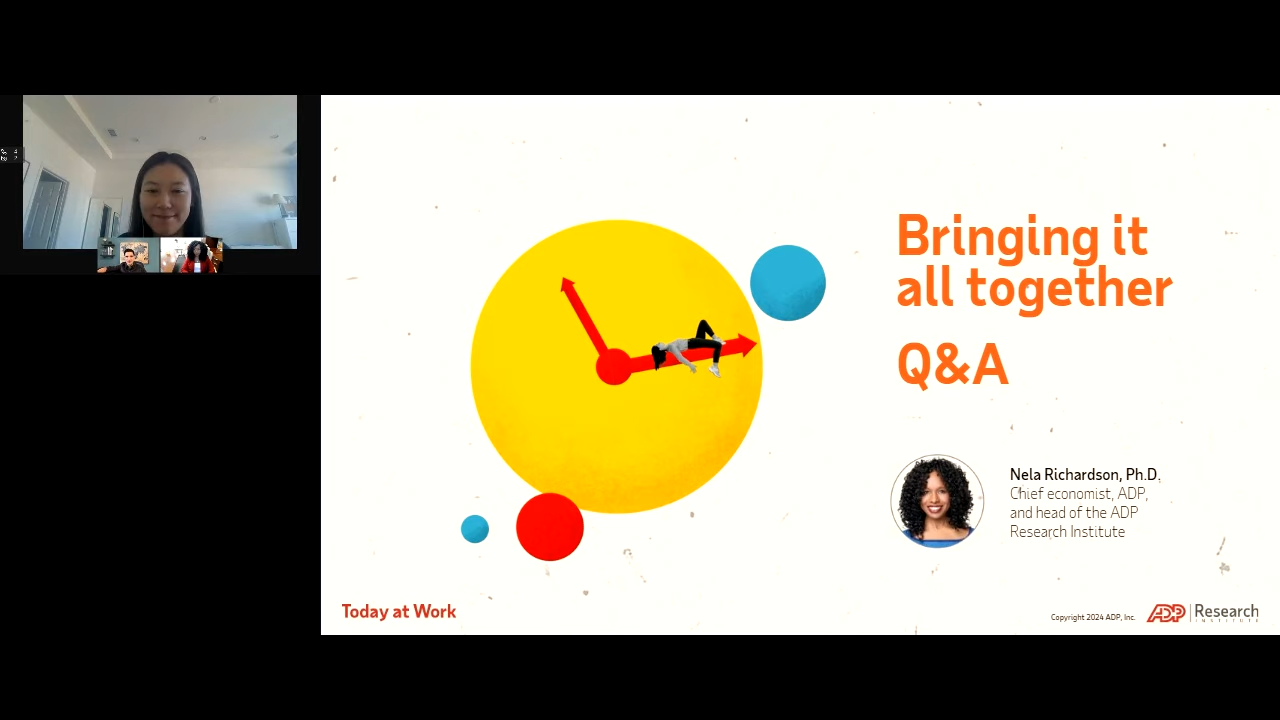 Bringing it
all together
Q&A
Nela Richardson, Ph.D.
Chief economist, ADP,
and head of the ADP
Research Institute
Today at Work
Copyright 2024 ADP, Inc.
ADP Research
INSTITUTE